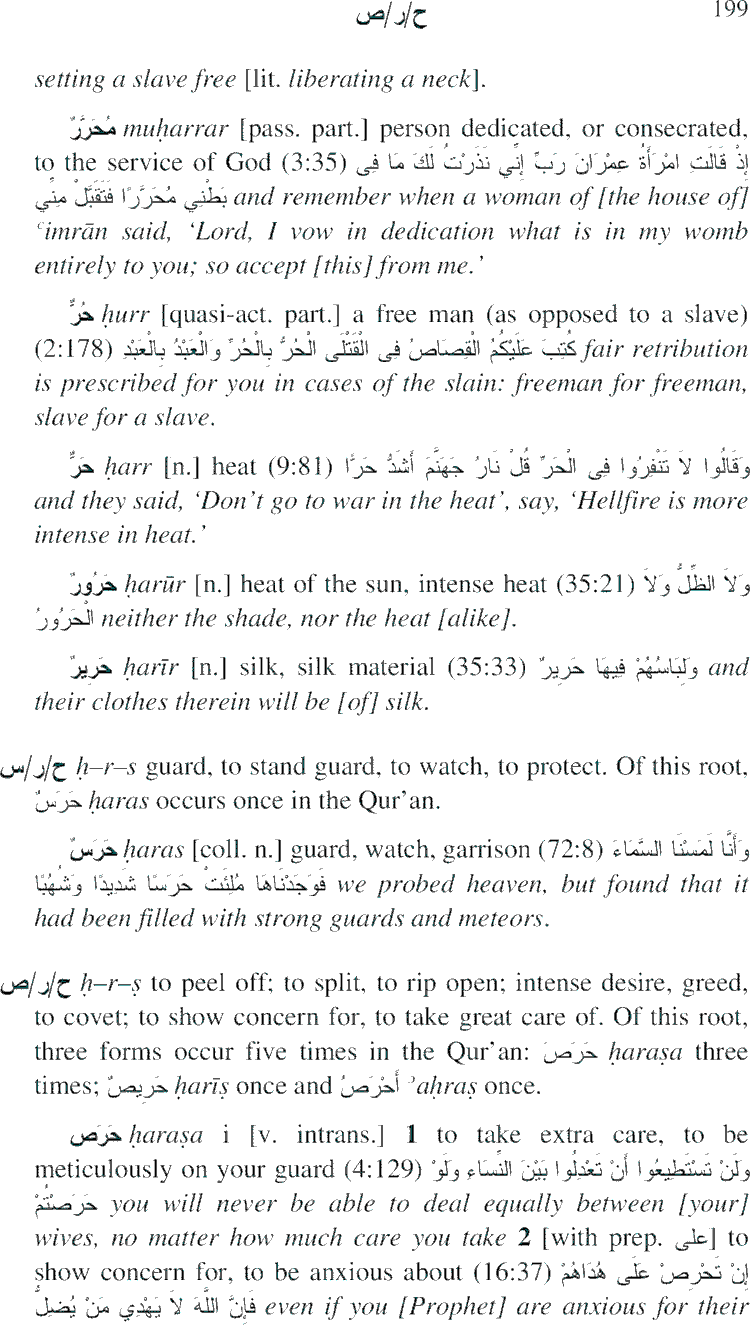 ح/ر/ص 199
setting a slave free [lit. liberating a neck].
مُحَرَّرٌ muḥarrar [pass. part.] person dedicated, or consecrated,
to the service of God (3:35) إِذْ قَالَتِ امْرَأَةُ عِمْرَانَ رَبِّ إِنِّي نَذَرْتُ لَكَ مَا فِى
بَطْنِي مُحَرَّرًا فَتَقَبَّلْ مِنِّي and remember when a woman of [the house of]
ʿimrān said, ‘Lord, I vow in dedication what is in my womb
entirely to you; so accept [this] from me.’
حُرٌّ ḥurr [quasi-act. part.] a free man (as opposed to a slave)
(2:178) كُتِبَ عَلَيْكُمُ الْقِصَاصُ فِى الْقَتْلَى الْحُرُّ بِالْحُرِّ وَالْعَبْدُ بِالْعَبْدِ fair retribution
is prescribed for you in cases of the slain: freeman for freeman,
slave for a slave.
حَرٌّ ḥarr [n.] heat (9:81) وَقَالُوا لاَ تَنْفِرُوا فِى الْحَرِّ قُلْ نَارُ جَهَنَّمَ أَشَدُّ حَرًّا
and they said, ‘Don’t go to war in the heat’, say, ‘Hellfire is more
intense in heat.’
حَرُورٌ ḥarūr [n.] heat of the sun, intense heat (35:21) وَلاَ الظِّلُّ وَلاَ
الْحَرُورُ neither the shade, nor the heat [alike].
حَرِيرٌ ḥarīr [n.] silk, silk material (35:33) وَلِبَاسُهُمْ فِيهَا حَرِيرٌ and
their clothes therein will be [of] silk.
ح/ر/س ḥ–r–s guard, to stand guard, to watch, to protect. Of this root,
حَرَسٌ ḥaras occurs once in the Qur’an.
حَرَسٌ ḥaras [coll. n.] guard, watch, garrison (72:8) وَأَنَّا لَمَسْنَا السَّمَاءَ
فَوَجَدْنَاهَا مُلِئَتْ حَرَسًا شَدِيدًا وَشُهُبًا we probed heaven, but found that it
had been filled with strong guards and meteors.
ح/ر/ص ḥ–r–ṣ to peel off; to split, to rip open; intense desire, greed,
to covet; to show concern for, to take great care of. Of this root,
three forms occur five times in the Qur’an: حَرَصَ ḥaraṣa three
times; حَرِيصٌ ḥarīṣ once and أَحْرَصُ ʾaḥraṣ once.
حَرَص ḥaraṣa i [v. intrans.] 1 to take extra care, to be
meticulously on your guard (4:129) وَلَنْ تَسْتَطِيعُوا أَنْ تَعْدِلُوا بَيْنَ النِّسَاءِ وَلَوْ
حَرَصْتُمْ you will never be able to deal equally between [your]
wives, no matter how much care you take 2 [with prep. على] to
show concern for, to be anxious about (16:37) إِنْ تَحْرِصْ عَلَى هُدَاهُمْ
فَإِنَّ اللَّهَ لاَ يَهْدِي مَنْ يُضِلُّ even if you [Prophet] are anxious for their